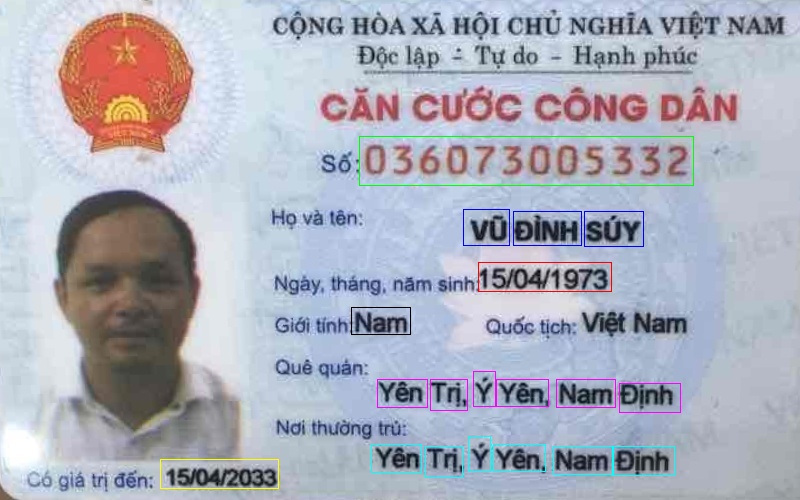 CỘNG HÒA XÃ HỘI CHỦ NGHĨA VIỆT NAM
Độc lập - Tự do - Hạnh phúc
CĂN CƯỚC CÔNG DÂN
Số: 036073005332
Họ và tên: VŨ ĐÌNH SÚY
Ngày, tháng, năm sinh: 15/04/1973
Giới tính: Nam Quốc tịch: Việt Nam
Quê quán:
Yên Trị, Ý Yên, Nam Định
Nơi thường trú:
Yên Trị, Ý Yên, Nam Định
Có giá trị đến: 15/04/2033